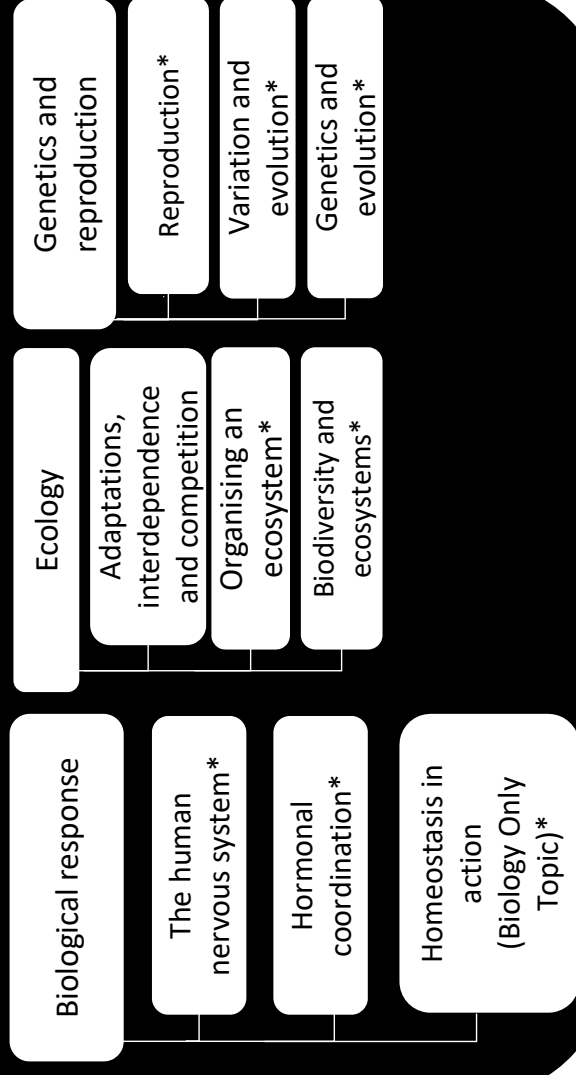 Biological response
The human
nervous system*
Hormonal
coordination*
Homeostasis in
action
(Biology Only
Topic)*
Ecology
Adaptations,
interdependence
and competition
Organising an
ecosystem*
Biodiversity and
ecosystems*
Genetics and
reproduction
Reproduction*
Variation and
evolution*
Genetics and
evolution*